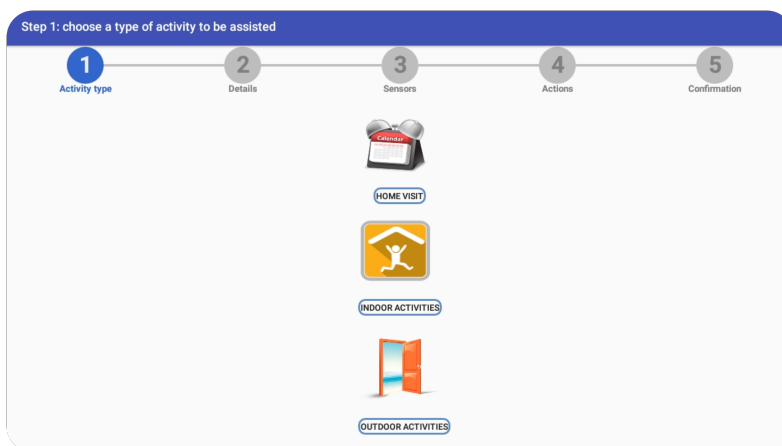 Step 1: choose a type of activity to be assisted
1 2 3 4 5
Activity type Details Sensors Actions Confirmation
Calendar
HOME VISIT
INDOOR ACTIVITIES
OUTDOOR ACTIVITIES